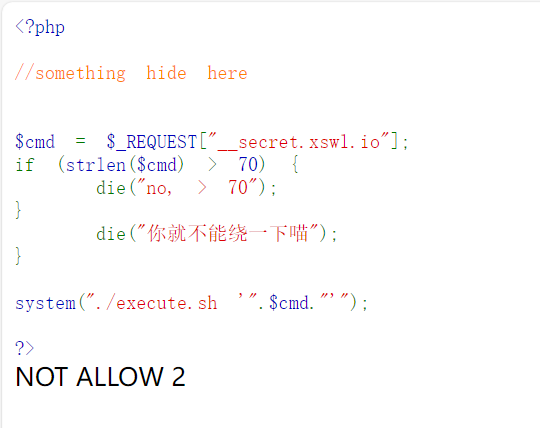 <?php
//something hide here
$cmd = $_REQUEST["__secret.xswl.io"];
if (strlen($cmd) > 70) {
die("no, > 70");
}
die("你就不能绕一下喵");
}
system("./execute.sh '".$cmd."'");
?>
NOT ALLOW 2